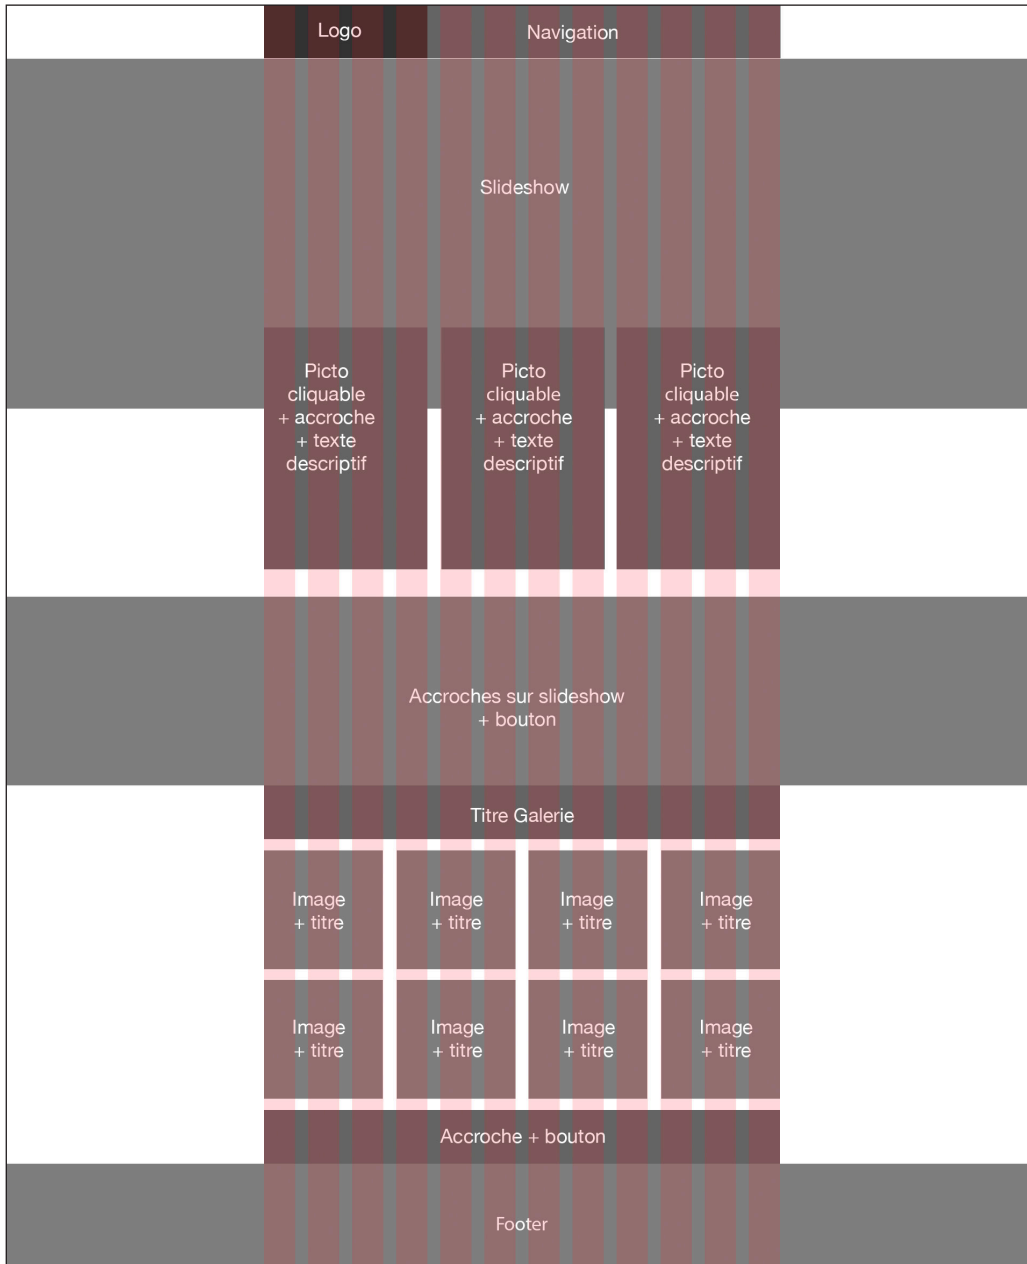 Logo
Navigation
Slideshow
Picto
cliquable
+ accroche
+ texte
descriptif
Picto
cliquable
+ accroche
+ texte
descriptif
Picto
cliquable
+ accroche
+ texte
descriptif
Accroches sur slideshow
+ bouton
Titre Galerie
Image
+ titre
Image
+ titre
Image
+ titre
Image
+ titre
Image
+ titre
Image
+ titre
Image
+ titre
Image
+ titre
Accroche + bouton
Footer